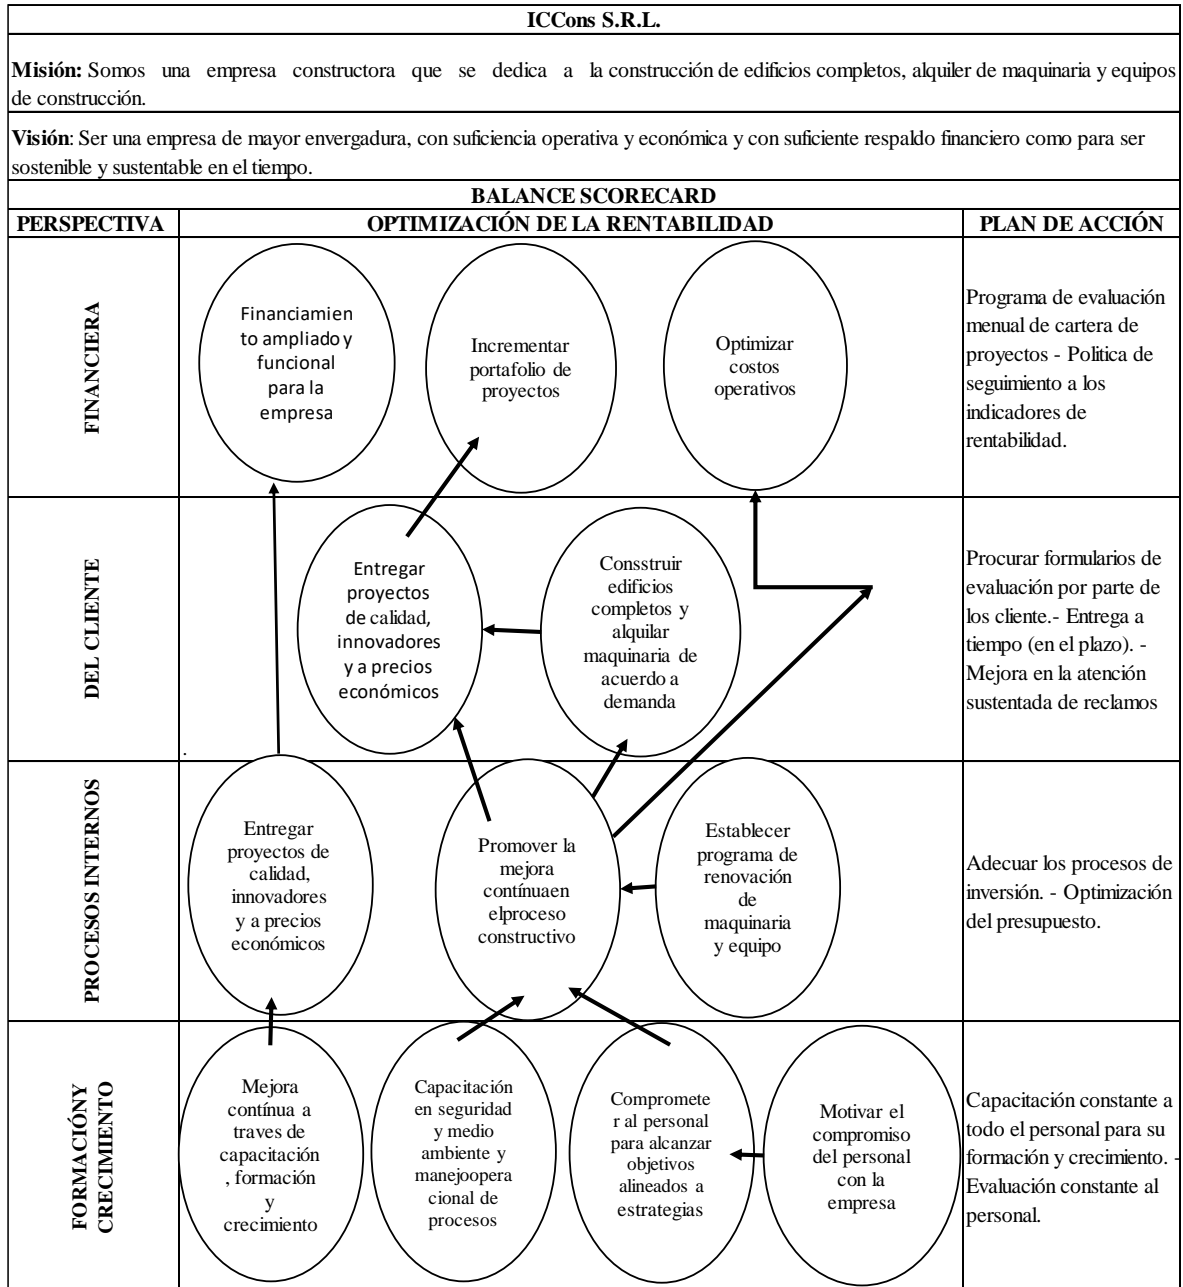 ICCons S.R.L.
Misión: Somos una empresa constructora que se dedica a la construcción de edificios completos, alquiler de maquinaria y equipos
de construcción.
Visión: Ser una empresa de mayor envergadura, con suficiencia operativa y económica y con suficiente respaldo financiero como para ser
sostenible y sustentable en el tiempo.
BALANCE SCORECARD
PERSPECTIVA
OPTIMIZACIÓN DE LA RENTABILIDAD
PLAN DE ACCIÓN
FINANCIERA
Financiamien
to ampliado y
funcional
para la
empresa
Incrementar
portafolio de
proyectos
Optimizar
costos
operativos
Programa de evaluación
menual de cartera de
proyectos - Politica de
seguimiento a los
indicadores de
rentabilidad.
DEL CLIENTE
Entregar
proyectos
de calidad,
innovadores
y a precios
económicos
Consstruir
edificios
completos y
alquilar
maquinaria de
acuerdo a
demanda
Procurar formularios de
evaluación por parte de
los cliente.- Entrega a
tiempo (en el plazo). -
Mejora en la atención
sustentada de reclamos
.
PROCESOS INTERNOS
Entregar
proyectos de
calidad,
innovadores
y a precios
económicos
Promover la
mejora
contínuaen
elproceso
constructivo
Establecer
programa de
renovación
de
maquinaria
y equipo
Adecuar los procesos de
inversión. - Optimización
del presupuesto.
FORMACIÓNY
CRECIMIENTO
Mejora
contínua a
traves de
capacitación
, formación
y
crecimiento
Capacitación
en seguridad
y medio
ambiente y
manejoopera
cional de
procesos
Compromete
r al personal
para alcanzar
objetivos
alineados a
estrategias
Motivar el
compromiso
del personal
con la
empresa
Capacitación constante a
todo el personal para su
formación y crecimiento. -
Evaluación constante al
personal.